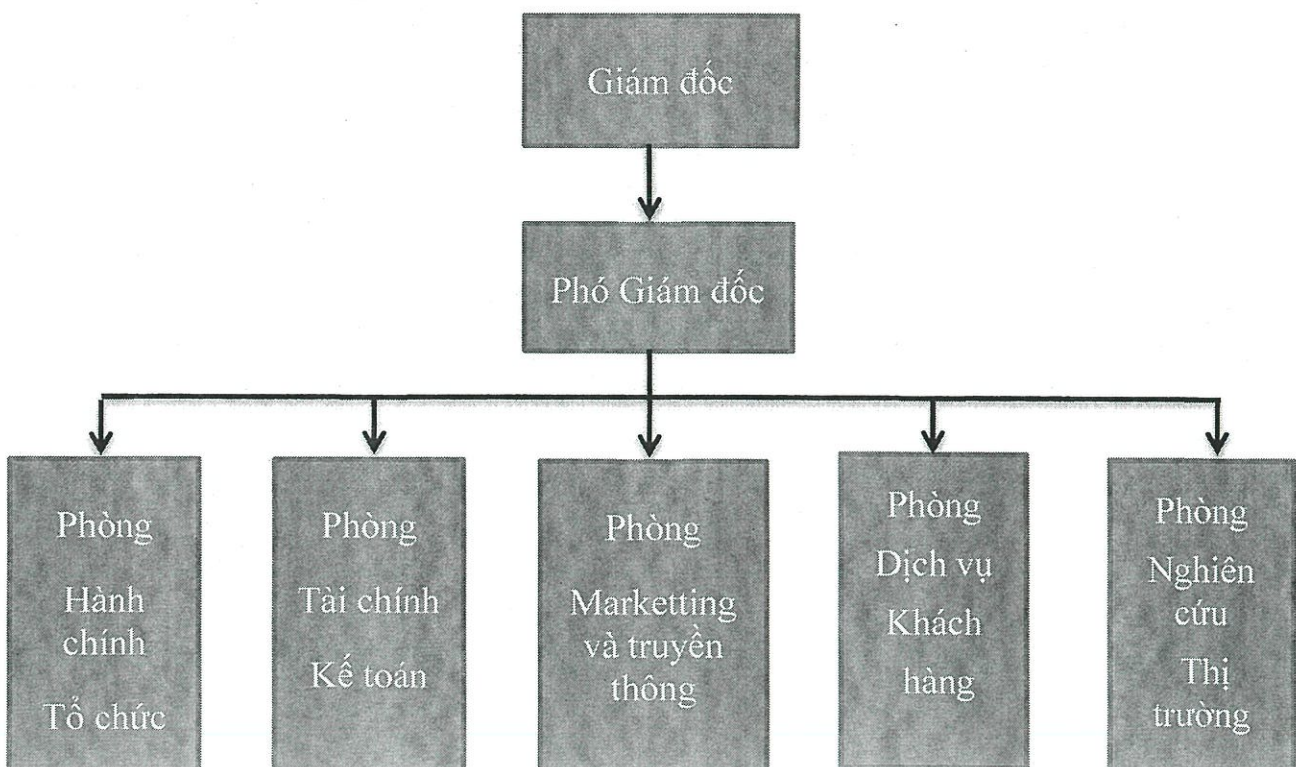 Giám đốc
Phó Giám đốc
Phòng
Hành
chính
Tổ chức
Phòng
Tài chính
Kế toán
Phòng
Marketting
và truyền
thông
Phòng
Dịch vụ
Khách
hàng
Phòng
Nghiên
cứu
Thị
trường